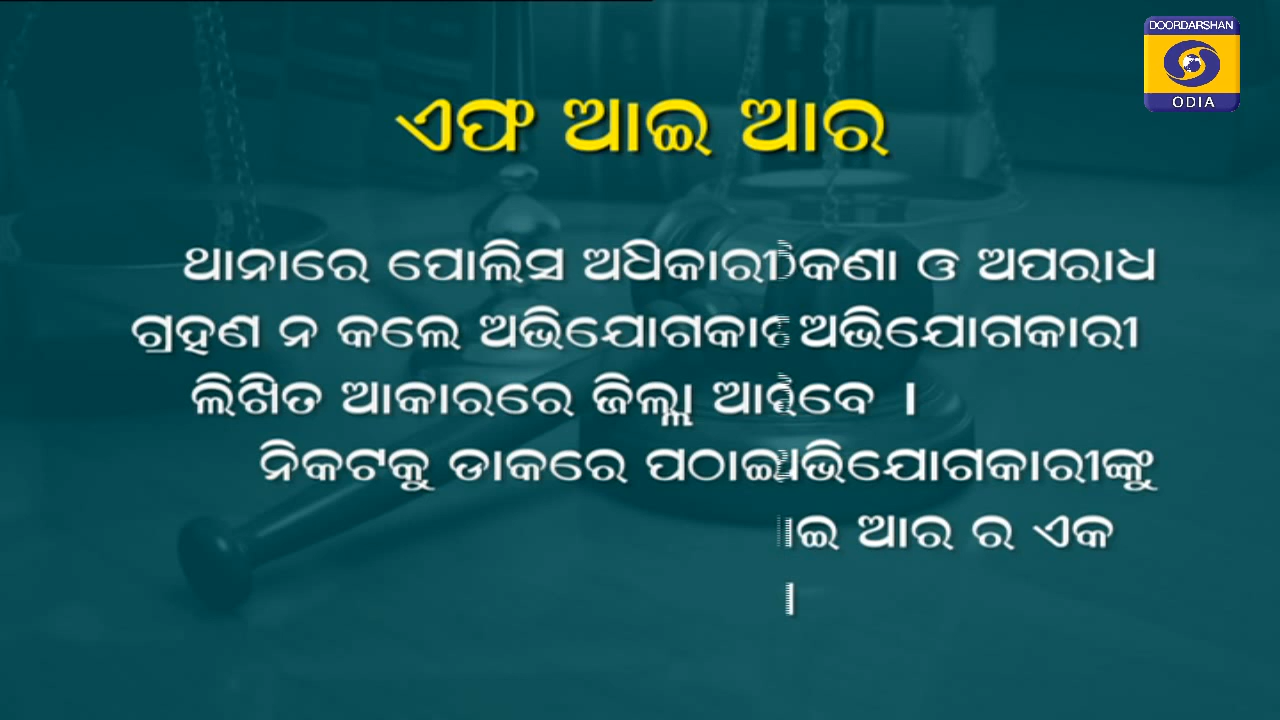 DOORDARSHAN
ODIA
ଏଫ ଆଇ ଆର
ଥାନାରେ ପୋଲିସ ଅଧିକାରୀ ଠିକଣା ଓ ଅପରାଧ
ଗ୍ରହଣ ନ କଲେ ଅଭିଯୋଗକାରୀ ଅଭିଯୋଗକାରୀ
ଲିଖିତ ଆକାରରେ ଜିଲ୍ଲା
ନିକଟକୁ ଡାକରେ ପଠାଇ ଅଭିଯୋଗକାରୀଙ୍କୁ
ଆଇ ଆର ର ଏକ
।